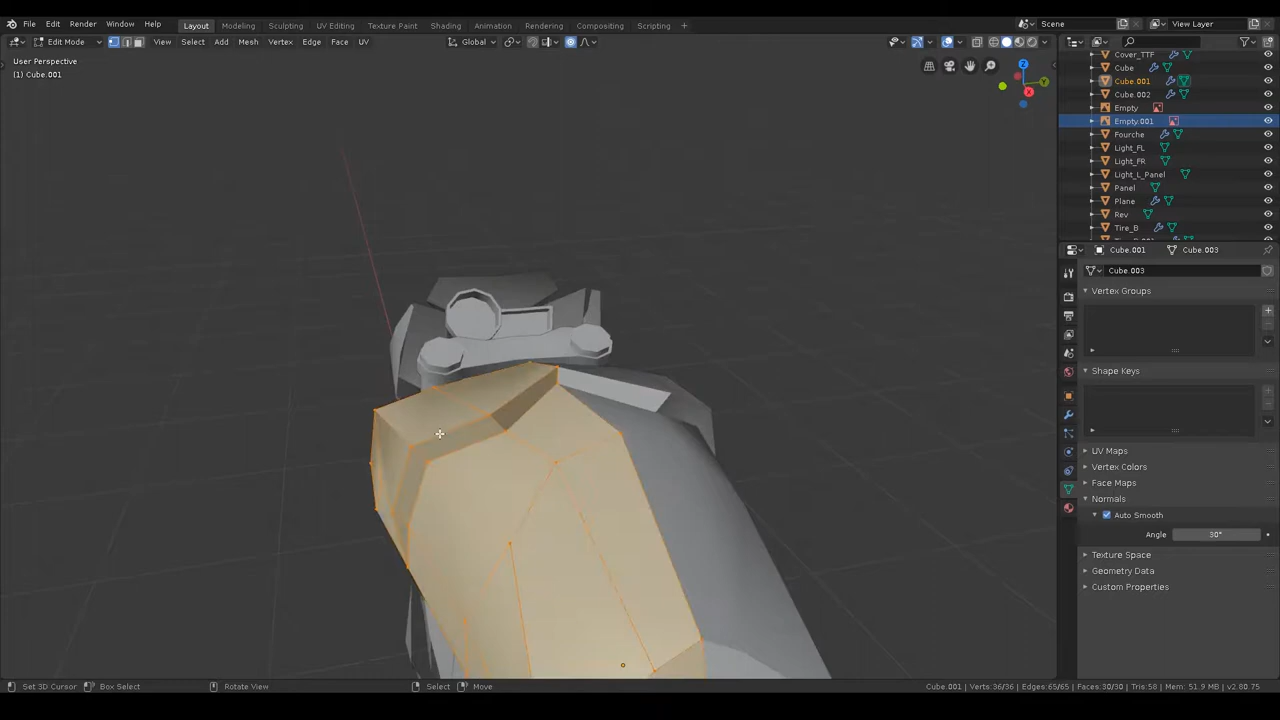 File Edit Render Window Help Layout Modeling Sculpting UV Editing Texture Paint Shading Animation Rendering Compositing Scripting + Scene View Layer
Edit Mode View Select Add Mesh Vertex Edge Face UV Global
User Perspective
(1) Cube.001
Z
Y
X
Cover_TTF
Cube
Cube.001
Cube.002
Empty
Empty.001
Fourche
Light_FL
Light_FR
Light_L_Panel
Panel
Plane
Rev
Tire_B
Cube.001 Cube.003
Cube.003
Vertex Groups
Shape Keys
UV Maps
Vertex Colors
Face Maps
Normals
Auto Smooth
Angle 30°
Texture Space
Geometry Data
Custom Properties
Set 3D Cursor Box Select Rotate View Select Move Cube.001 | Verts:36/36 | Edges:65/65 | Faces:30/30 | Tris:58 | Mem: 51.9 MB | v2.80.75